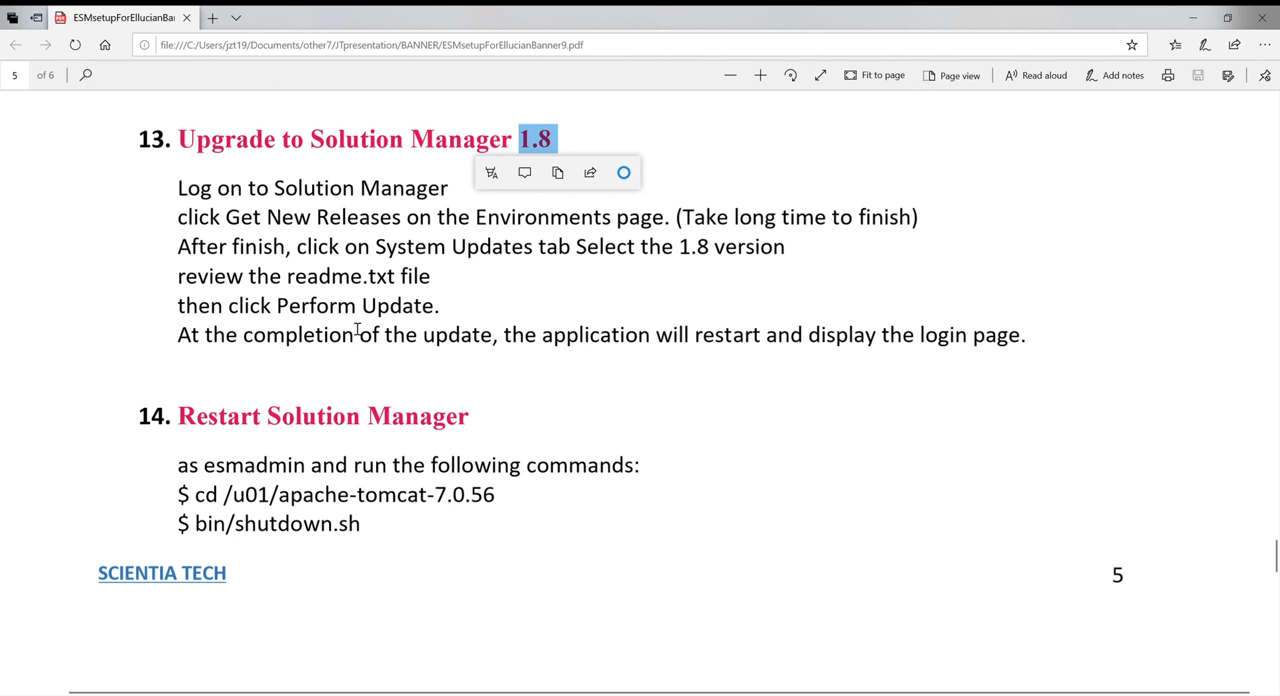 ESMsetupForEllucianBan
file:///C:/Users/jzt19/Documents/other7/JTpresentation/BANNER/ESMsetupForEllucianBanner9.pdf
5 of 6 Fit to page Page view Read aloud Add notes
13. Upgrade to Solution Manager 1.8
Log on to Solution Manager
click Get New Releases on the Environments page. (Take long time to finish)
After finish, click on System Updates tab Select the 1.8 version
review the readme.txt file
then click Perform Update.
At the completion of the update, the application will restart and display the login page.
14. Restart Solution Manager
as esmadmin and run the following commands:
$ cd /u01/apache-tomcat-7.0.56
$ bin/shutdown.sh
SCIENTIA TECH 5